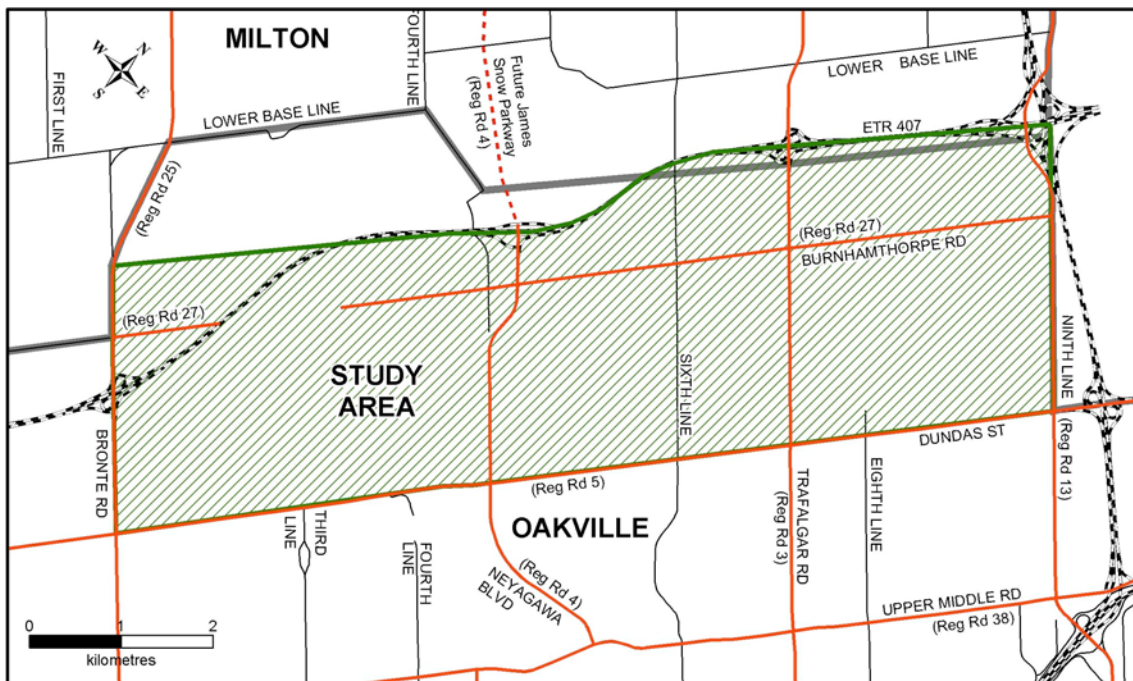 MILTON
N
W
E
S
FIRST LINE
FOURTH LINE
LOWER BASE LINE
(Reg Rd 25)
Future James
Snow Parkway
(Reg Rd 4)
LOWER BASE LINE
ETR 407
(Reg Rd 27)
BURNHAMTHORPE RD
(Reg Rd 27)
STUDY
AREA
SIXTH LINE
NINTH LINE
(Reg Rd 13)
BRONTE RD
DUNDAS ST
(Reg Rd 5)
OAKVILLE
THIRD
LINE
FOURTH
LINE
(Reg Rd 4)
NEYAGAWA
BLVD
TRAFALGAR RD
(Reg Rd 3)
EIGHTH LINE
UPPER MIDDLE RD
(Reg Rd 38)
0 1 2
kilometres